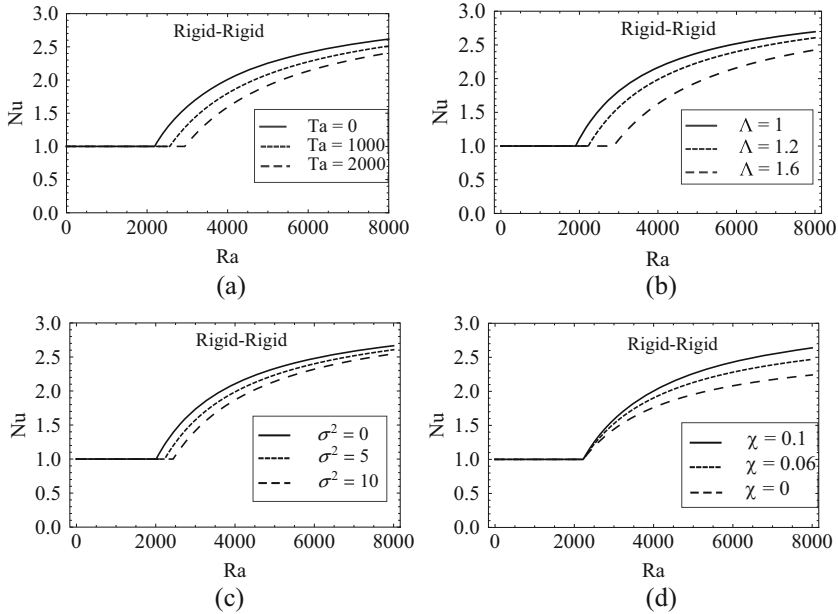 3.0
2.5
2.0
1.5
1.0
0.5
0.0
Nu
Rigid-Rigid
Ta = 0
Ta = 1000
Ta = 2000
0 2000 4000 6000 8000
Ra
(a)
3.0
2.5
2.0
1.5
1.0
0.5
0.0
Nu
Rigid-Rigid
Λ = 1
Λ = 1.2
Λ = 1.6
0 2000 4000 6000 8000
Ra
(b)
3.0
2.5
2.0
1.5
1.0
0.5
0.0
Nu
Rigid-Rigid
σ² = 0
σ² = 5
σ² = 10
0 2000 4000 6000 8000
Ra
(c)
3.0
2.5
2.0
1.5
1.0
0.5
0.0
Nu
Rigid-Rigid
χ = 0.1
χ = 0.06
χ = 0
0 2000 4000 6000 8000
Ra
(d)